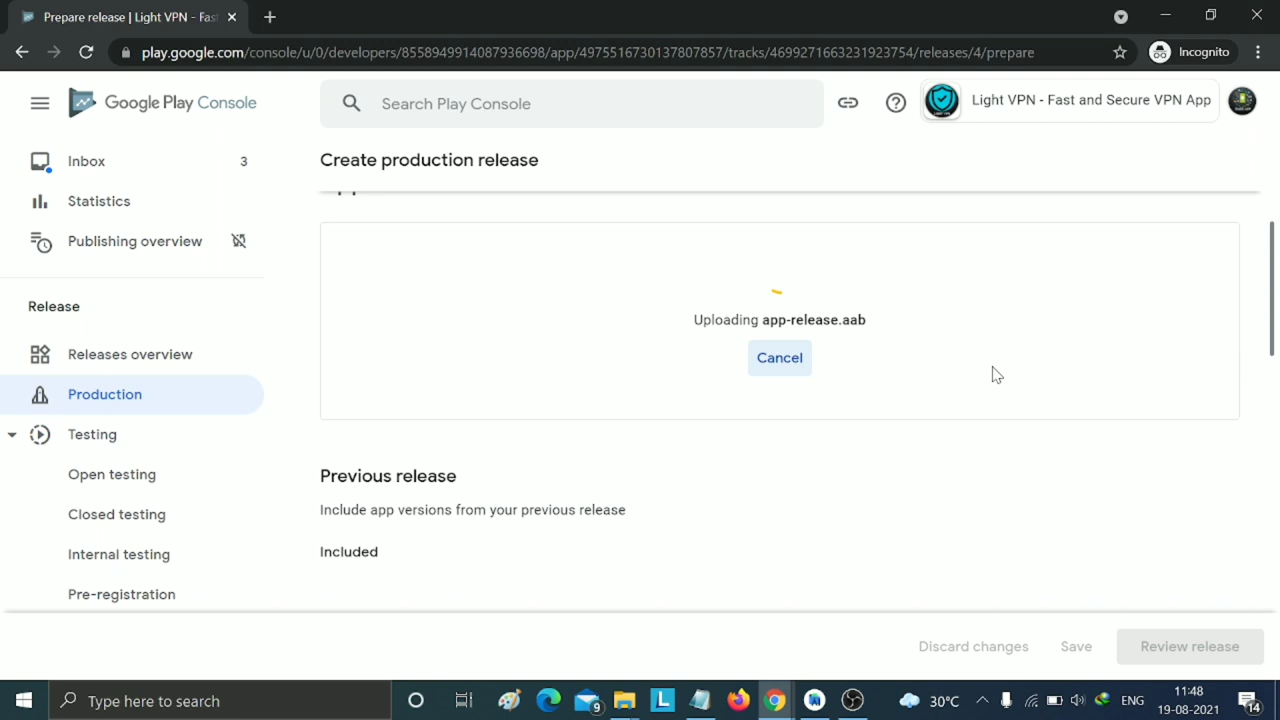 Prepare release | Light VPN - Fast
play.google.com/console/u/0/developers/8558949914087936698/app/4975516730137807857/tracks/4699271663231923754/releases/4/prepare
Incognito
Google Play Console
Search Play Console
Light VPN - Fast and Secure VPN App
Inbox 3
Create production release
Statistics
Publishing overview
Release
Uploading app-release.aab
Releases overview
Cancel
Production
Testing
Open testing
Previous release
Closed testing
Include app versions from your previous release
Internal testing
Included
Pre-registration
Discard changes
Save
Review release
Type here to search
9
L
30°C
ENG
11:48
19-08-2021
14